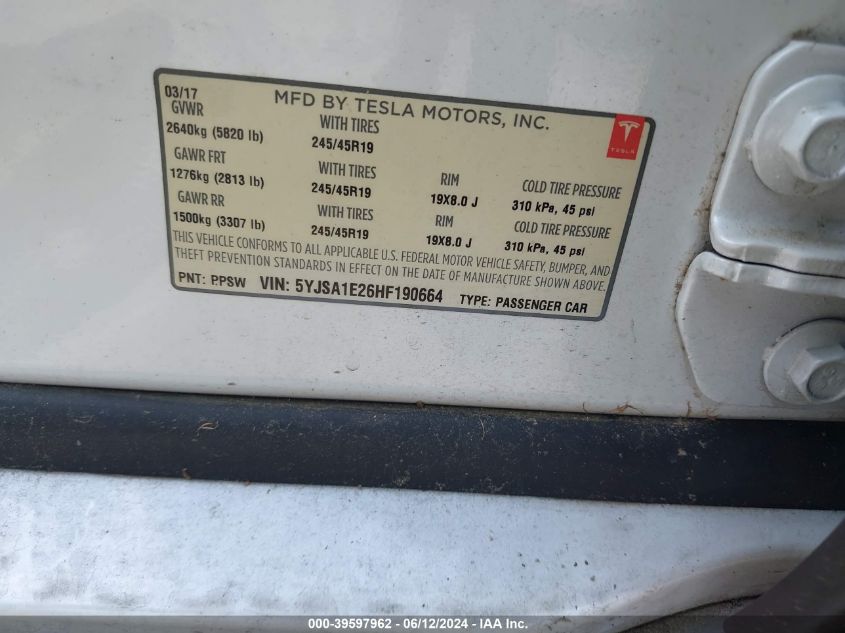 03/17 MFD BY TESLA MOTORS, INC.
GVWR WITH TIRES
2640kg (5820 lb) 245/45R19
TESLA
GAWR FRT WITH TIRES RIM COLD TIRE PRESSURE
1276kg (2813 lb) 245/45R19 19X8.0 J 310 kPa, 45 psi
GAWR RR WITH TIRES RIM COLD TIRE PRESSURE
1500kg (3307 lb) 245/45R19 19X8.0 J 310 kPa, 45 psi
THIS VEHICLE CONFORMS TO ALL APPLICABLE U.S. FEDERAL MOTOR VEHICLE SAFETY, BUMPER, AND
THEFT PREVENTION STANDARDS IN EFFECT ON THE DATE OF MANUFACTURE SHOWN ABOVE.
PNT: PPSW VIN: 5YJSA1E26HF190664 TYPE: PASSENGER CAR
000-39597962 - 06/12/2024 - IAA Inc.